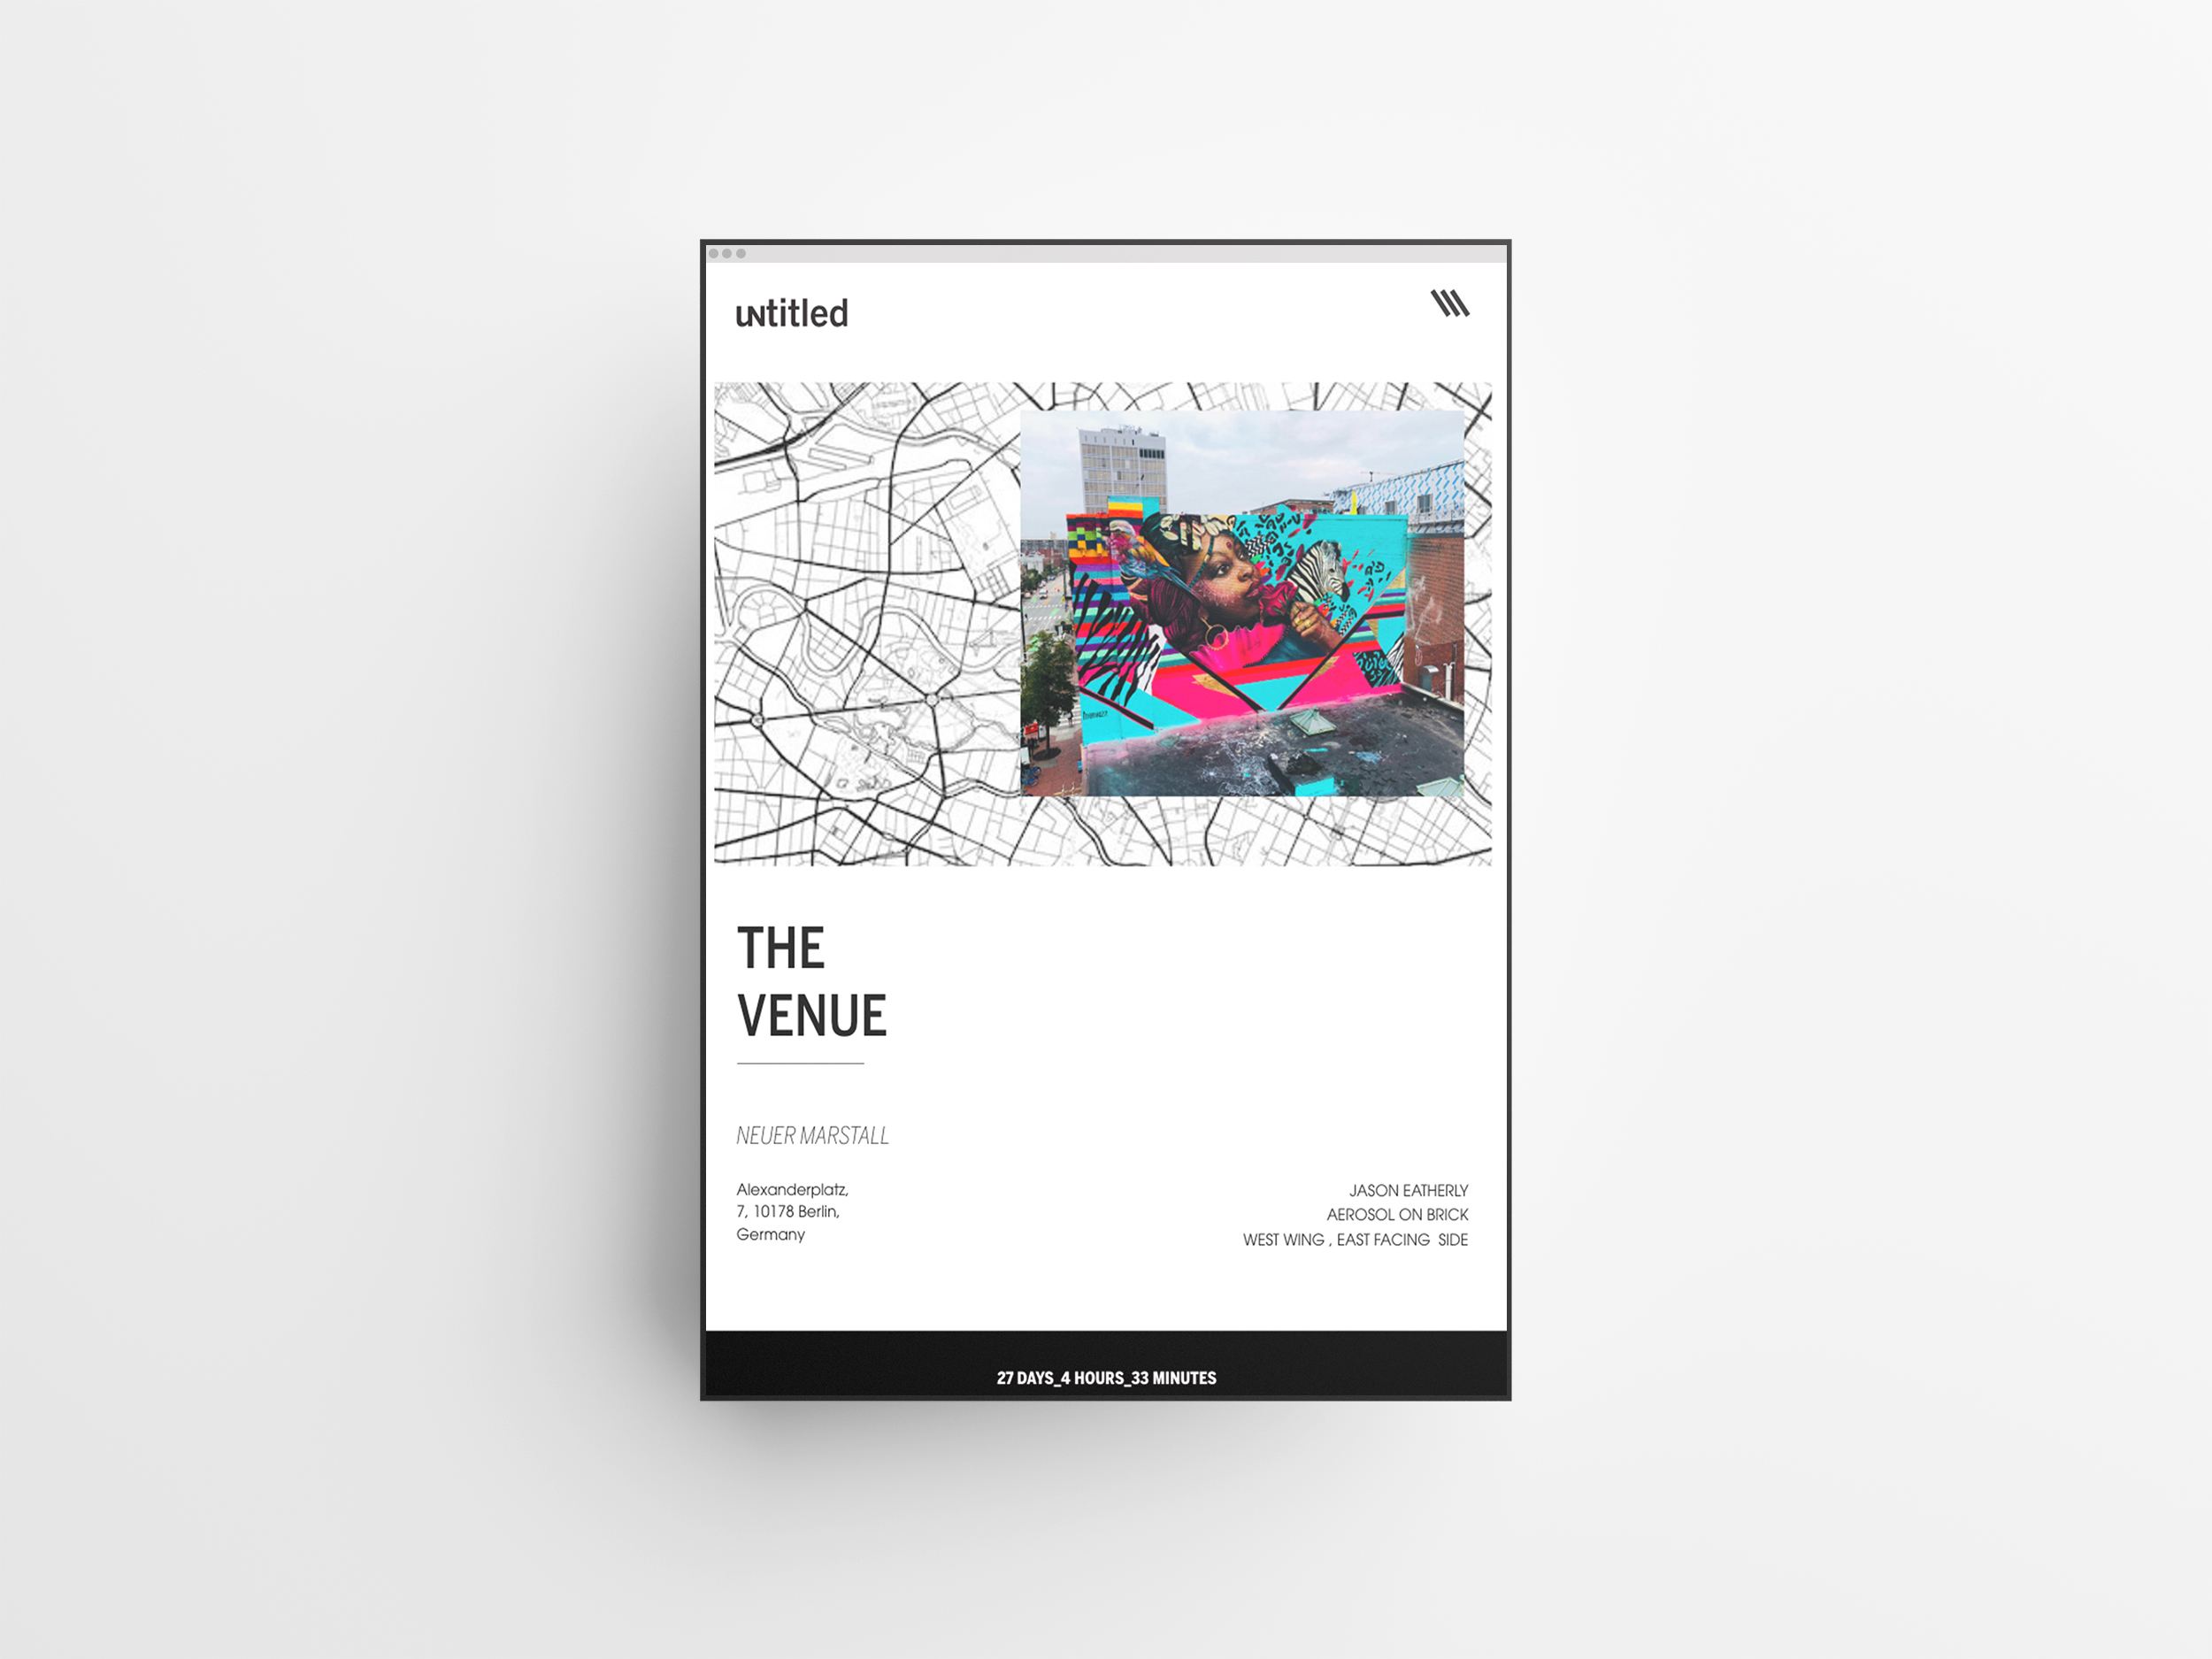 uNtitled
THE
VENUE
NEUER MARSTALL
Alexanderplatz,
7, 10178 Berlin,
Germany
JASON EATHERLY
AEROSOL ON BRICK
WEST WING , EAST FACING  SIDE
27 DAYS_4 HOURS_33 MINUTES